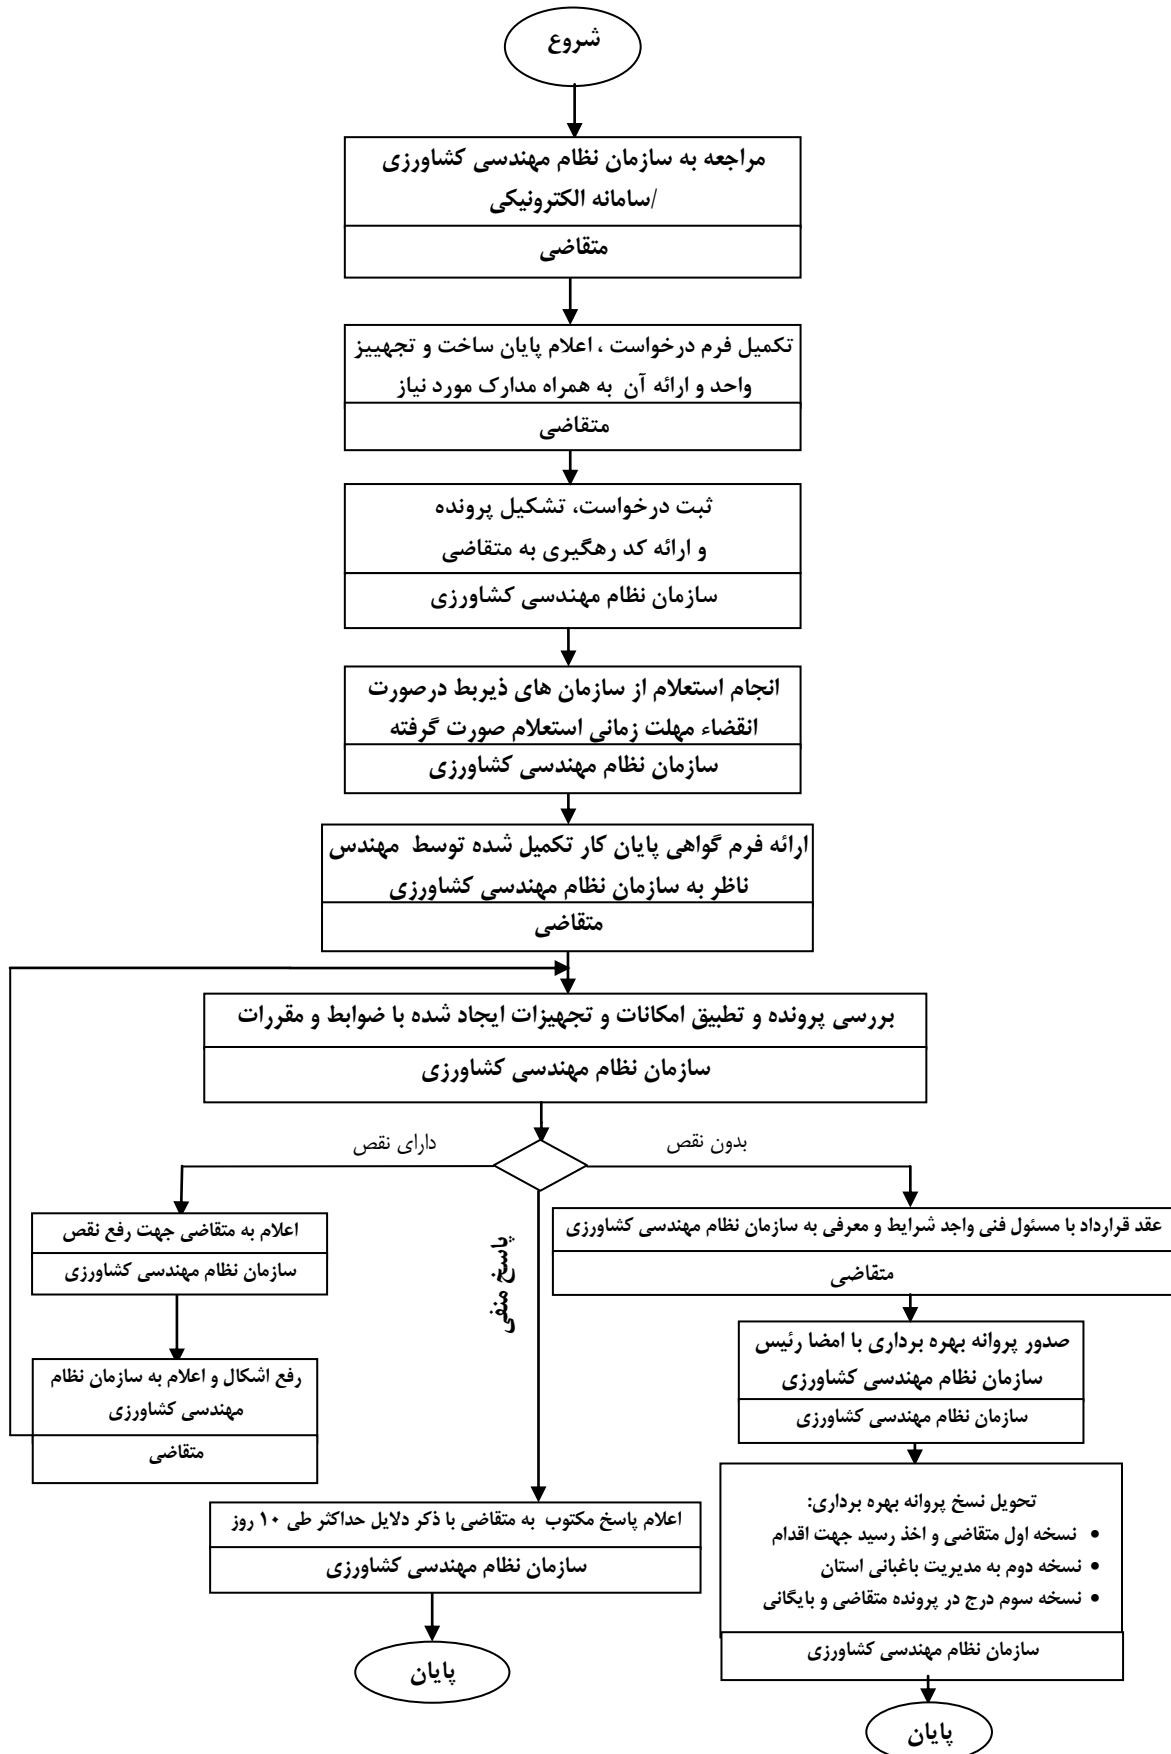 شروع
مراجعه به سازمان نظام مهندسی کشاورزی
/سامانه الکترونیکی
متقاضی
تکمیل فرم درخواست ، اعلام پایان ساخت و تجهییز
واحد و ارائه آن به همراه مدارک مورد نیاز
متقاضی
ثبت درخواست، تشکیل پرونده
و ارائه کد رهگیری به متقاضی
سازمان نظام مهندسی کشاورزی
انجام استعلام از سازمان های ذیربط درصورت
انقضاء مهلت زمانی استعلام صورت گرفته
سازمان نظام مهندسی کشاورزی
ارائه فرم گواهی پایان کار تکمیل شده توسط مهندس
ناظر به سازمان نظام مهندسی کشاورزی
متقاضی
بررسی پرونده و تطبیق امکانات و تجهیزات ایجاد شده با ضوابط و مقررات
سازمان نظام مهندسی کشاورزی
بدون نقص
دارای نقص
پاسخ منفی
عقد قرارداد با مسئول فنی واجد شرایط و معرفی به سازمان نظام مهندسی کشاورزی
متقاضی
صدور پروانه بهره برداری با امضا رئیس
سازمان نظام مهندسی کشاورزی
سازمان نظام مهندسی کشاورزی
تحویل نسخ پروانه بهره برداری:
• نسخه اول متقاضی و اخذ رسید جهت اقدام
• نسخه دوم به مدیریت باغبانی استان
• نسخه سوم درج در پرونده متقاضی و بایگانی
سازمان نظام مهندسی کشاورزی
پایان
اعلام به متقاضی جهت رفع نقص
سازمان نظام مهندسی کشاورزی
رفع اشکال و اعلام به سازمان نظام
مهندسی کشاورزی
متقاضی
اعلام پاسخ مکتوب به متقاضی با ذکر دلایل حداکثر طی ۱۰ روز
سازمان نظام مهندسی کشاورزی
پایان